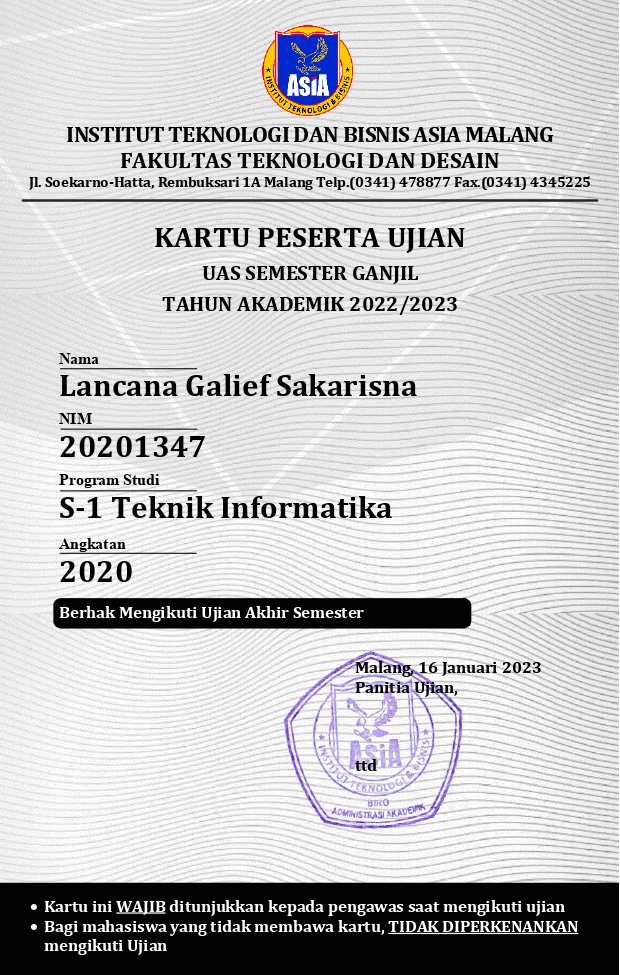 ASiA
★ INSTITUT TEKNOLOGI & BISNIS ★
INSTITUT TEKNOLOGI DAN BISNIS ASIA MALANG
FAKULTAS TEKNOLOGI DAN DESAIN
Jl. Soekarno-Hatta, Rembuksari 1A Malang Telp.(0341) 478877 Fax.(0341) 4345225
KARTU PESERTA UJIAN
UAS SEMESTER GANJIL
TAHUN AKADEMIK 2022/2023
Nama
Lancana Galief Sakarisna
NIM
20201347
Program Studi
S-1 Teknik Informatika
Angkatan
2020
Berhak Mengikuti Ujian Akhir Semester
Malang, 16 Januari 2023
Panitia Ujian,
ASiA
ttd
★ INSTITUT TEKNOLOGI & BISNIS ★
BIRO
ADMINISTRASI AKADEMIK
• Kartu ini WAJIB ditunjukkan kepada pengawas saat mengikuti ujian
• Bagi mahasiswa yang tidak membawa kartu, TIDAK DIPERKENANKAN
mengikuti Ujian